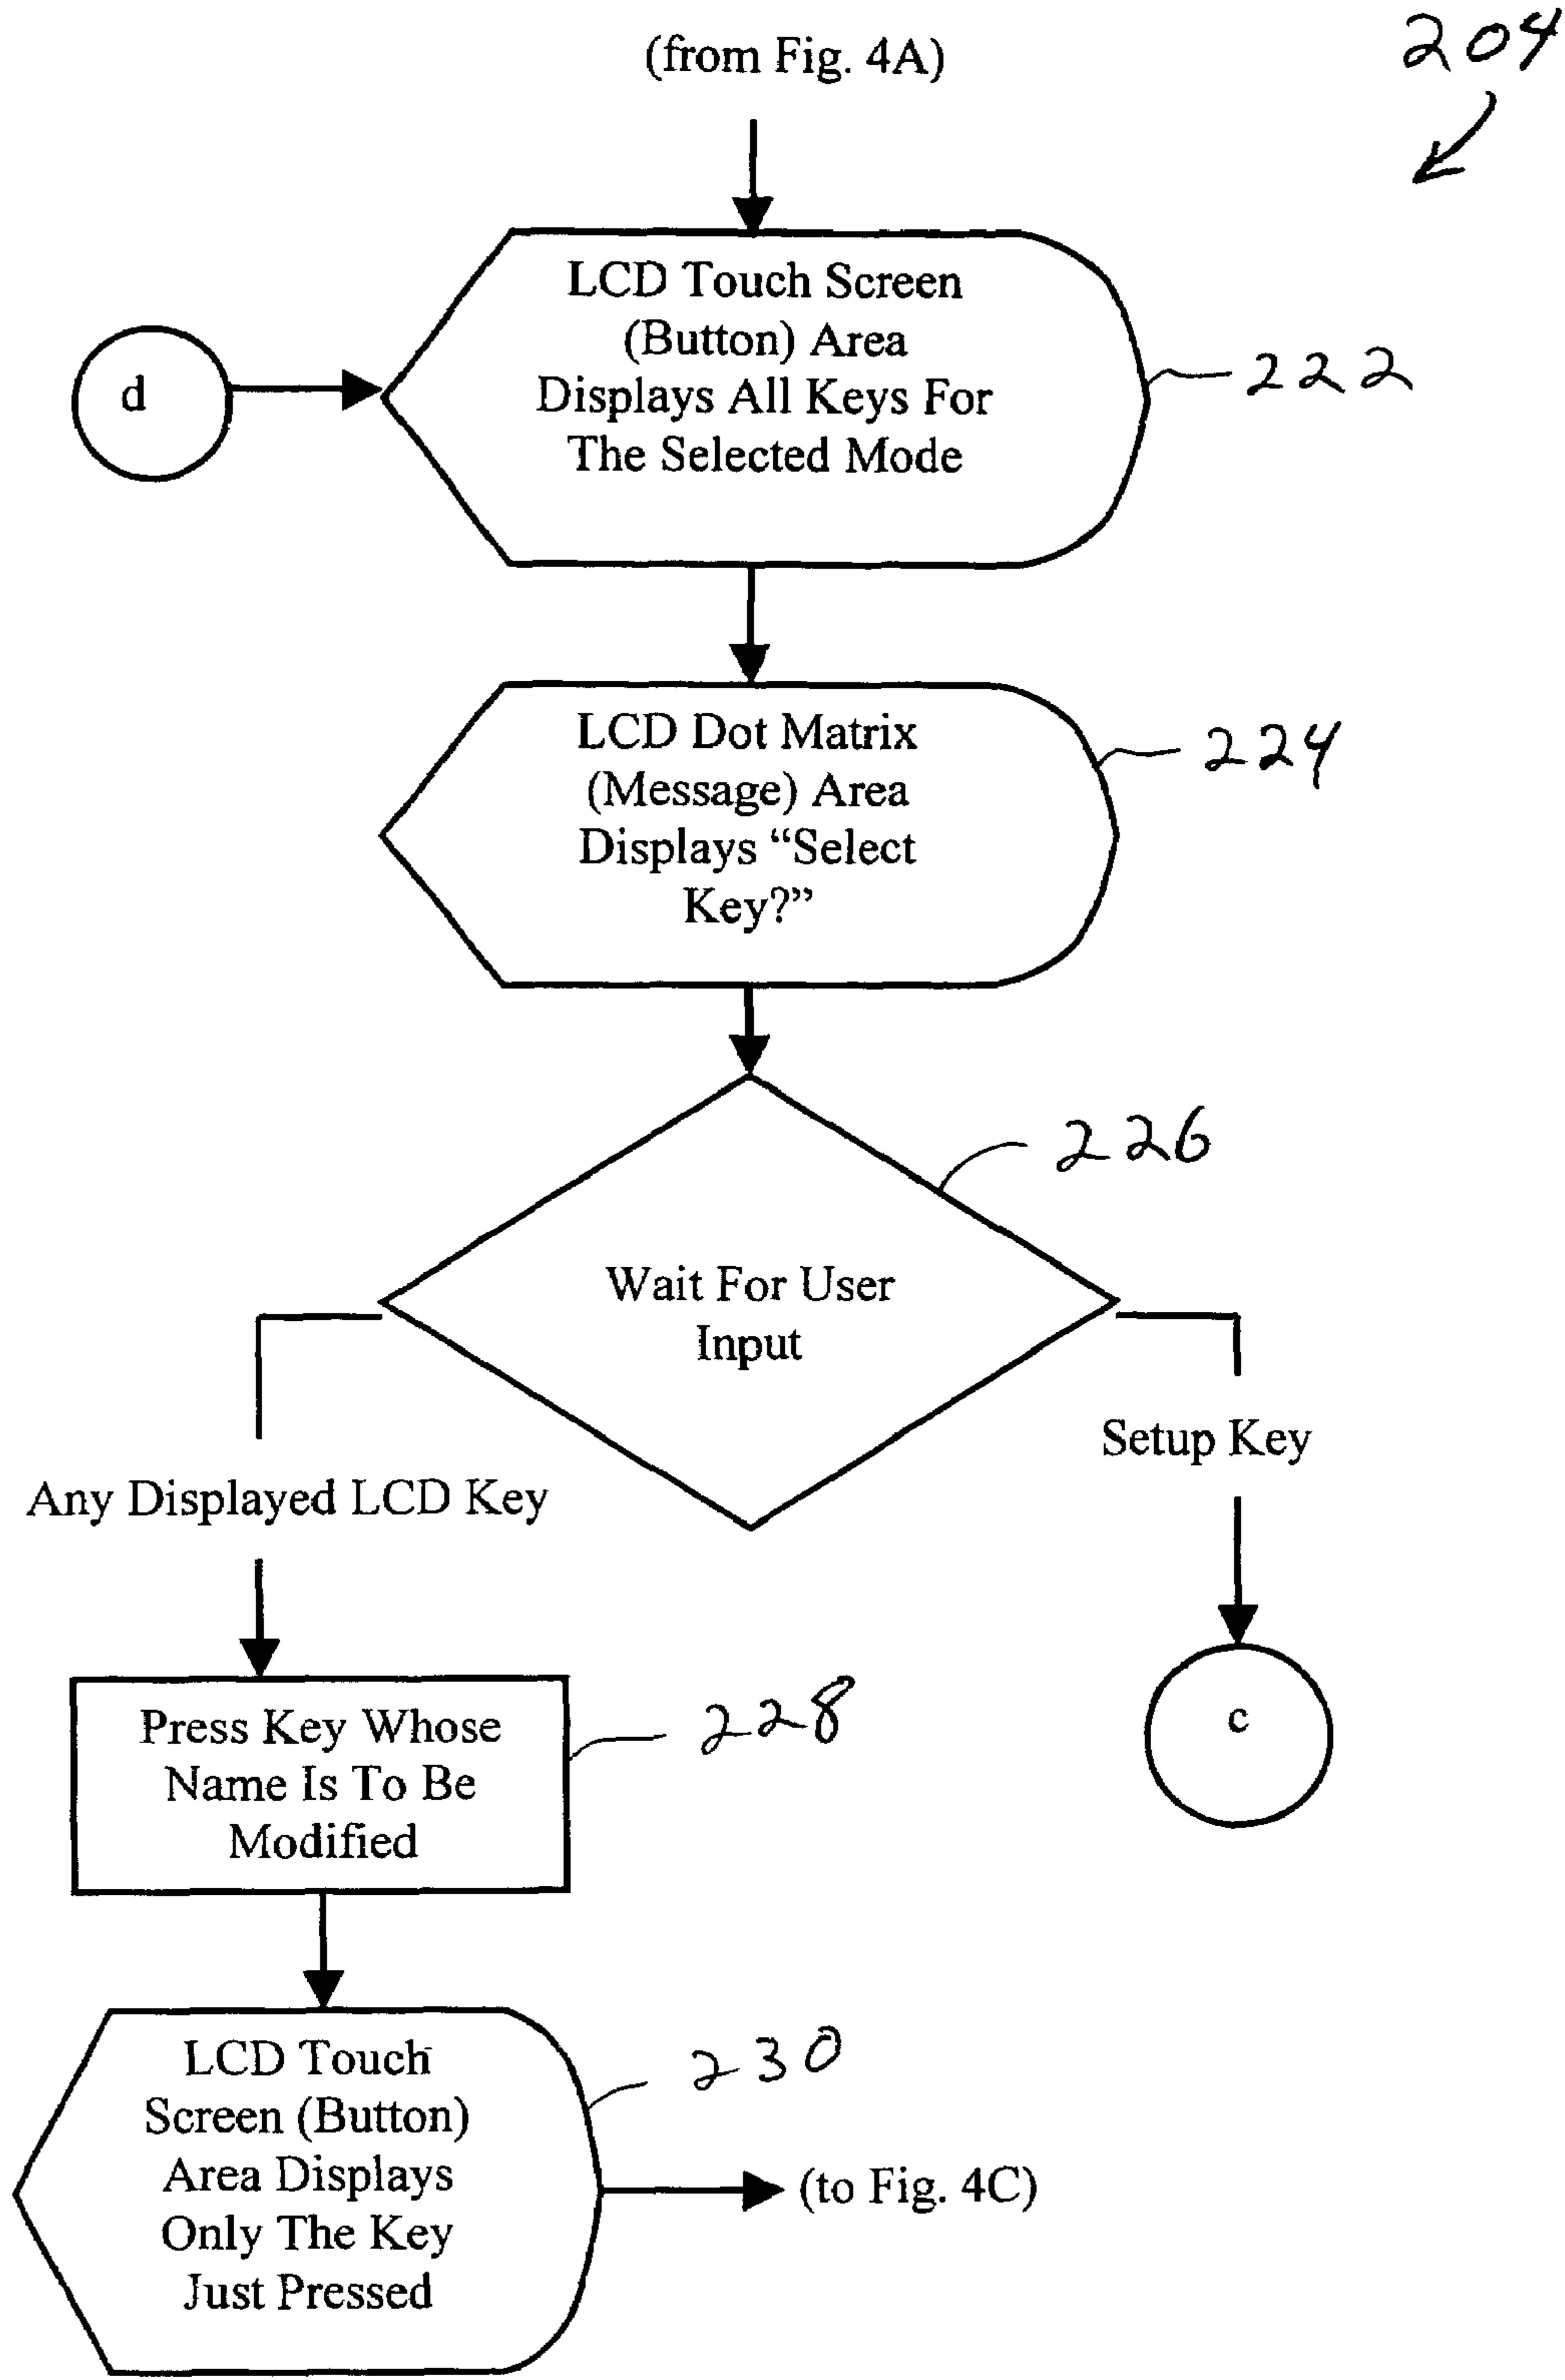 (from Fig. 4A)
204
LCD Touch Screen
(Button) Area
Displays All Keys For
The Selected Mode
d
222
LCD Dot Matrix
(Message) Area
Displays “Select
Key?”
224
226
Wait For User
Input
Setup Key
Any Displayed LCD Key
Press Key Whose
Name Is To Be
Modified
228
c
LCD Touch
Screen (Button)
Area Displays
Only The Key
Just Pressed
230
(to Fig. 4C)